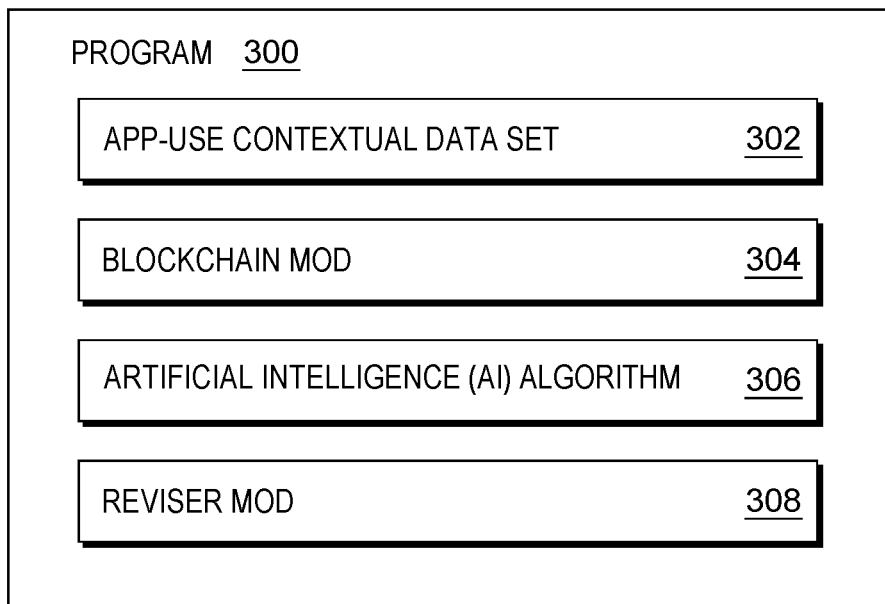 PROGRAM 300
APP-USE CONTEXTUAL DATA SET 302
BLOCKCHAIN MOD 304
ARTIFICIAL INTELLIGENCE (AI) ALGORITHM 306
REVISER MOD 308